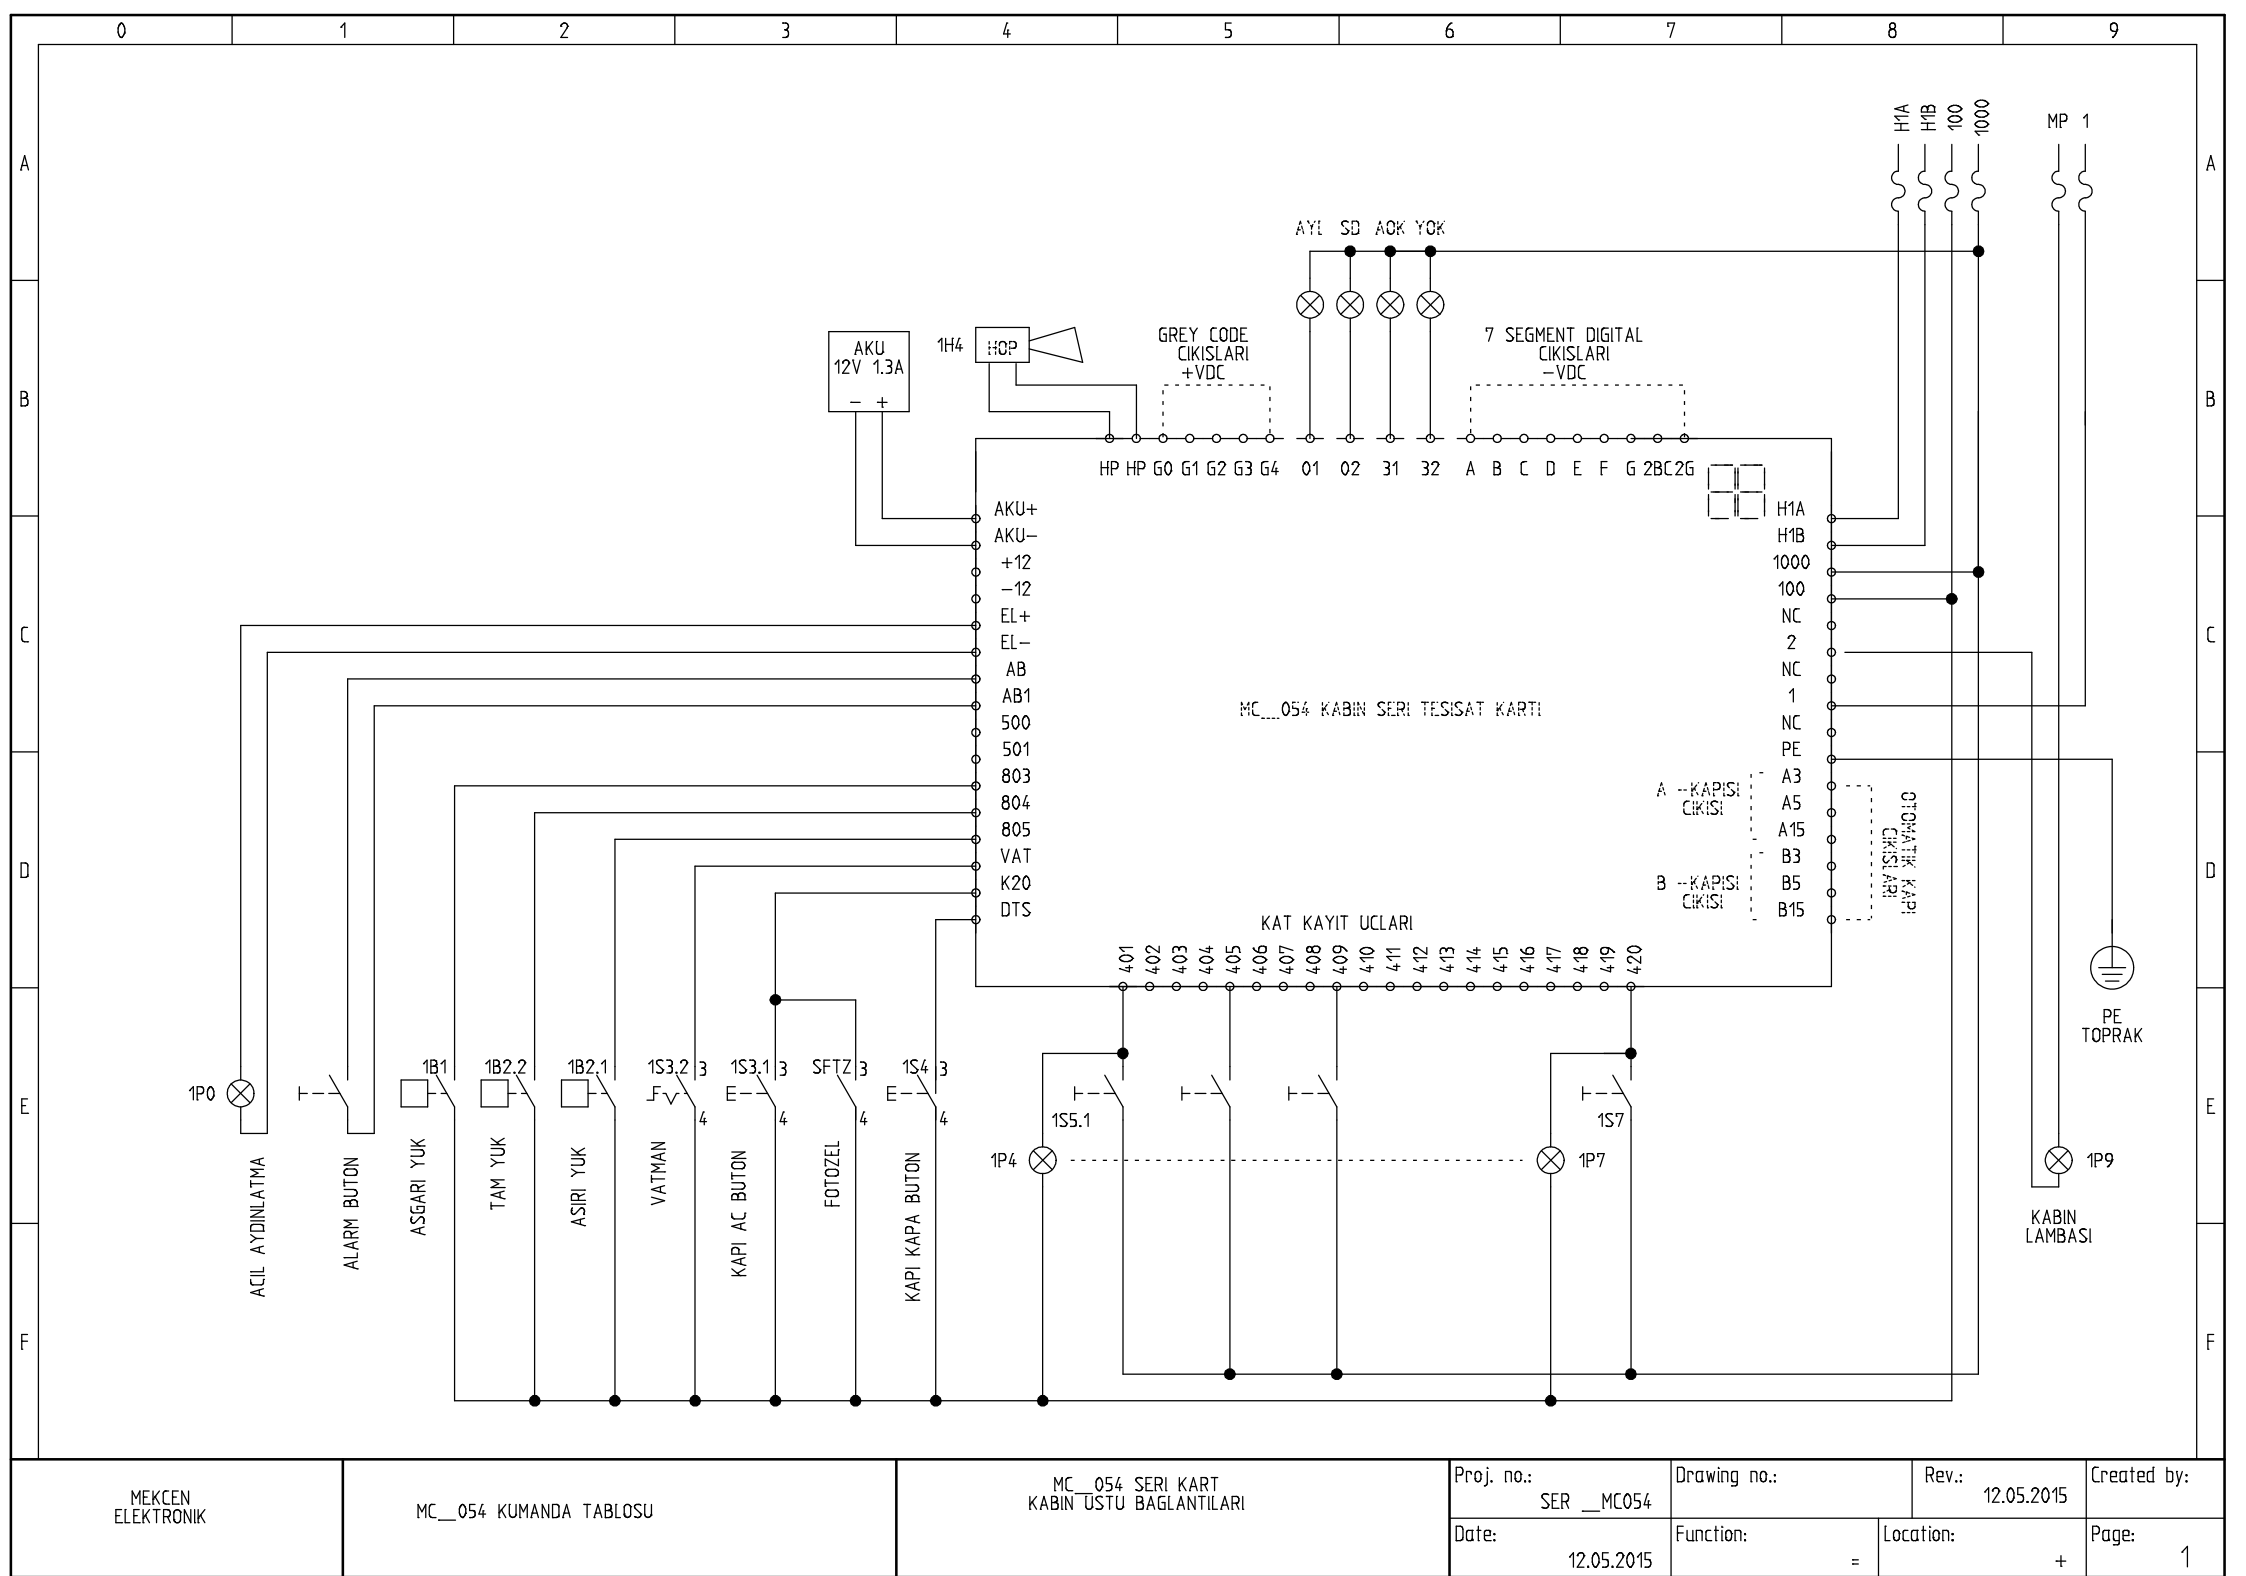 0 1 2 3 4 5 6 7 8 9
A A
B B
C C
D D
E E
F F
H1A
H1B
100
1000
MP 1
AYI SD AOK YOK
AKU
12V 1.3A
− +
1H4
HOP
GREY CODE
CIKISLARI
+VDC
7 SEGMENT DIGITAL
CIKISLARI
−VDC
HP HP G0 G1 G2 G3 G4 01 02 31 32 A B C D E F G 2BC 2G
AKU+
AKU−
+12
−12
EL+
EL−
AB
AB1
500
501
803
804
805
VAT
K20
DTS
MC__054 KABIN SERI TESISAT KARTI
H1A
H1B
1000
100
NC
2
NC
1
NC
PE
A3
A5
A15
B3
B5
B15
A −−KAPISI
CIKISI
B −−KAPISI
CIKISI
OTOMATIK KAPI
CIKISLARI
KAT KAYIT UCLARI
401 402 403 404 405 406 407 408 409 410 411 412 413 414 415 416 417 418 419 420
PE
TOPRAK
1P0
1B1
1B2.2
1B2.1
1S3.2 3
4
1S3.1 3
4
SFTZ 3
4
1S4 3
4
1S5.1
1S7
1P4
1P7
1P9
ACIL AYDINLATMA
ALARM BUTON
ASGARI YUK
TAM YUK
ASIRI YUK
VATMAN
KAPI AC BUTON
FOTOZEL
KAPI KAPA BUTON
KABIN
LAMBASI
MEKCEN
ELEKTRONIK
MC__054 KUMANDA TABLOSU
MC__054 SERI KART
KABIN USTU BAGLANTILARI
Proj. no.:
SER __MC054
Drawing no.:
Rev.:
12.05.2015
Created by:
Date:
12.05.2015
Function:
=
Location:
+
Page:
1